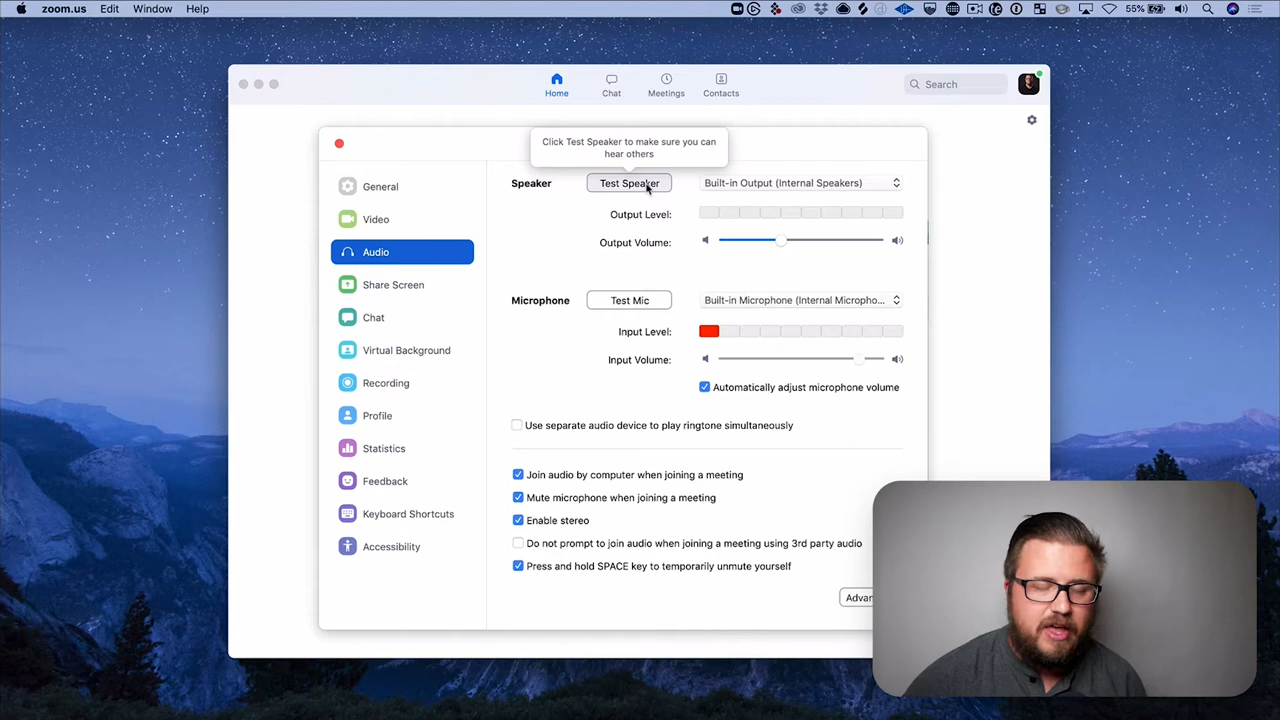 zoom.us Edit Window Help 55%
Home Chat Meetings Contacts Search
Click Test Speaker to make sure you can
hear others
General
Video
Audio
Share Screen
Chat
Virtual Background
Recording
Profile
Statistics
Feedback
Keyboard Shortcuts
Accessibility
Speaker Test Speaker Built-in Output (Internal Speakers)
Output Level:
Output Volume:
Microphone Test Mic Built-in Microphone (Internal Micropho...
Input Level:
Input Volume:
Automatically adjust microphone volume
Use separate audio device to play ringtone simultaneously
Join audio by computer when joining a meeting
Mute microphone when joining a meeting
Enable stereo
Do not prompt to join audio when joining a meeting using 3rd party audio
Press and hold SPACE key to temporarily unmute yourself
Advan